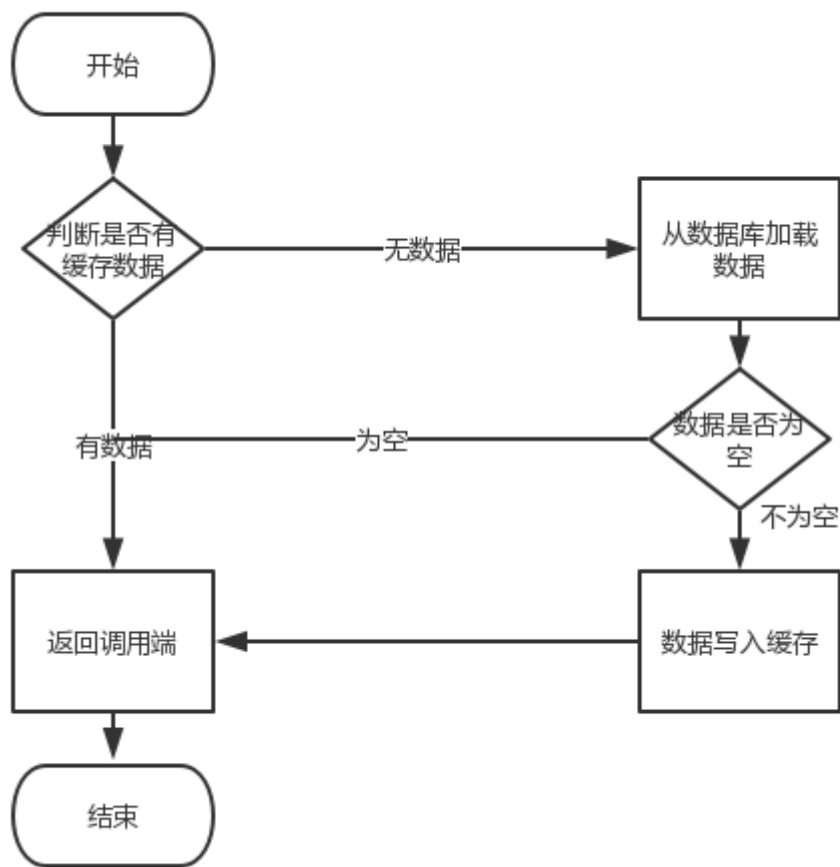 开始
判断是否有
缓存数据
无数据
从数据库加载
数据
有数据
为空
数据是否为
空
不为空
返回调用端
数据写入缓存
结束